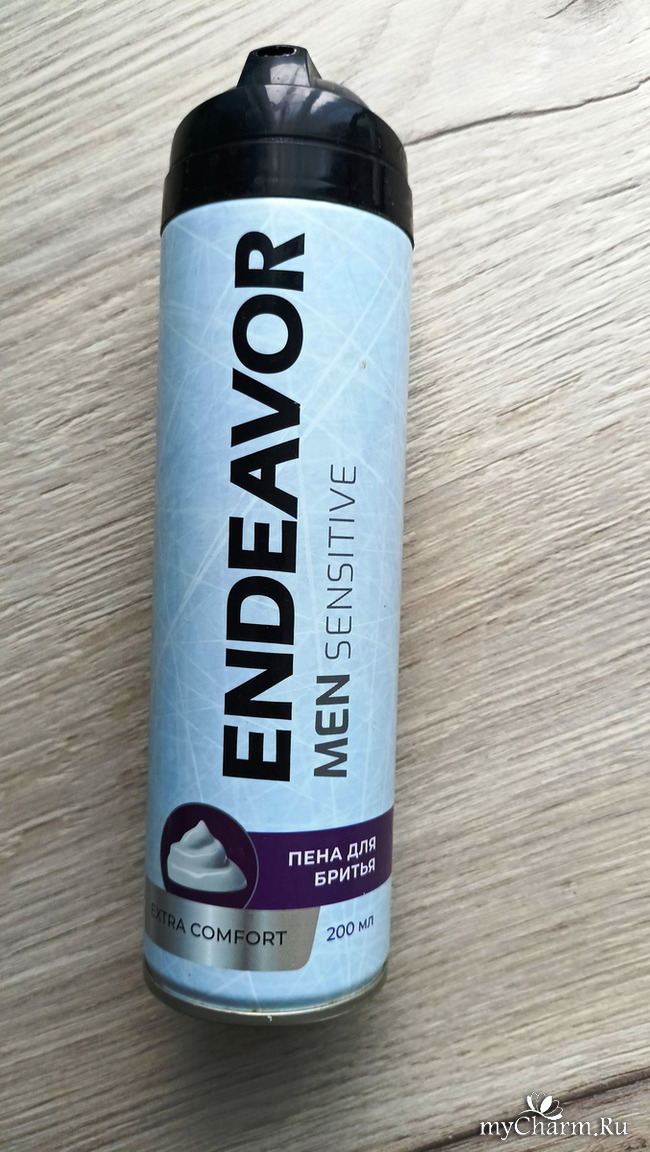 ENDEAVOR
MEN SENSITIVE
ПЕНА ДЛЯ
БРИТЬЯ
EXTRA COMFORT
200 мл
myCharm.Ru